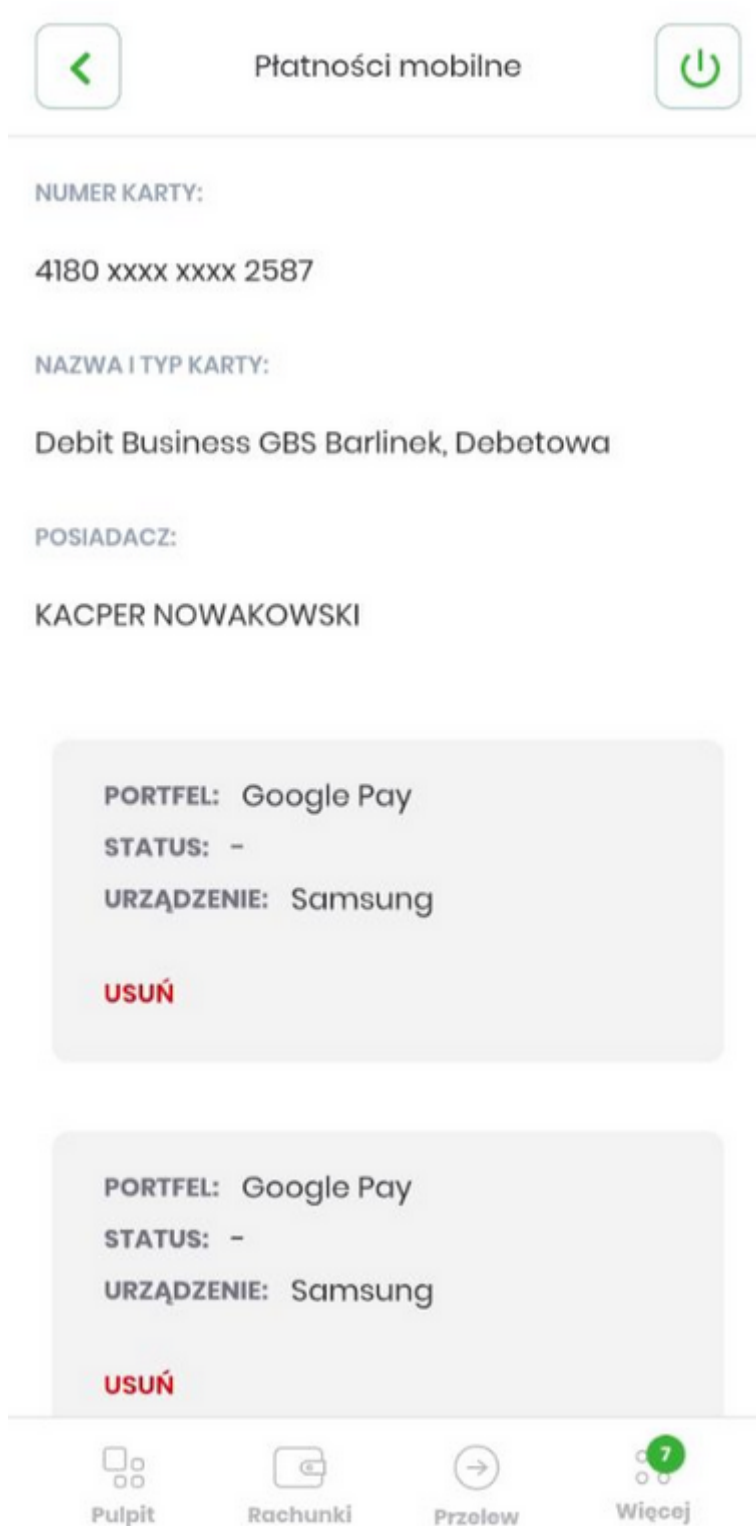 Płatności mobilne
NUMER KARTY:
4180 xxxx xxxx 2587
NAZWA I TYP KARTY:
Debit Business GBS Barlinek, Debetowa
POSIADACZ:
KACPER NOWAKOWSKI
PORTFEL: Google Pay
STATUS: -
URZĄDZENIE: Samsung
USUŃ
PORTFEL: Google Pay
STATUS: -
URZĄDZENIE: Samsung
USUŃ
7
Pulpit Rachunki Przelew Więcej